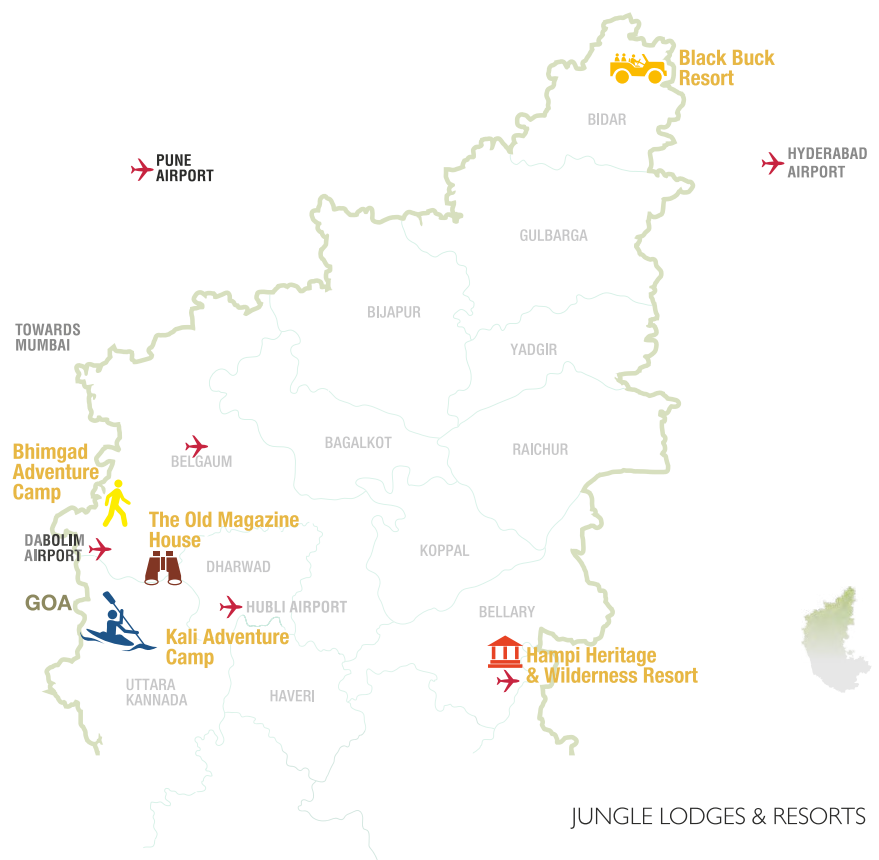 Black Buck
Resort
BIDAR
PUNE
AIRPORT
HYDERABAD
AIRPORT
GULBARGA
BIJAPUR
TOWARDS
MUMBAI
YADGIR
BAGALKOT
RAICHUR
Bhimgad
Adventure
Camp
BELGAUM
The Old Magazine
House
DABOLIM
AIRPORT
KOPPAL
DHARWAD
GOA
HUBLI AIRPORT
BELLARY
Kali Adventure
Camp
Hampi Heritage
& Wilderness Resort
UTTARA
KANNADA
HAVERI
JUNGLE LODGES & RESORTS